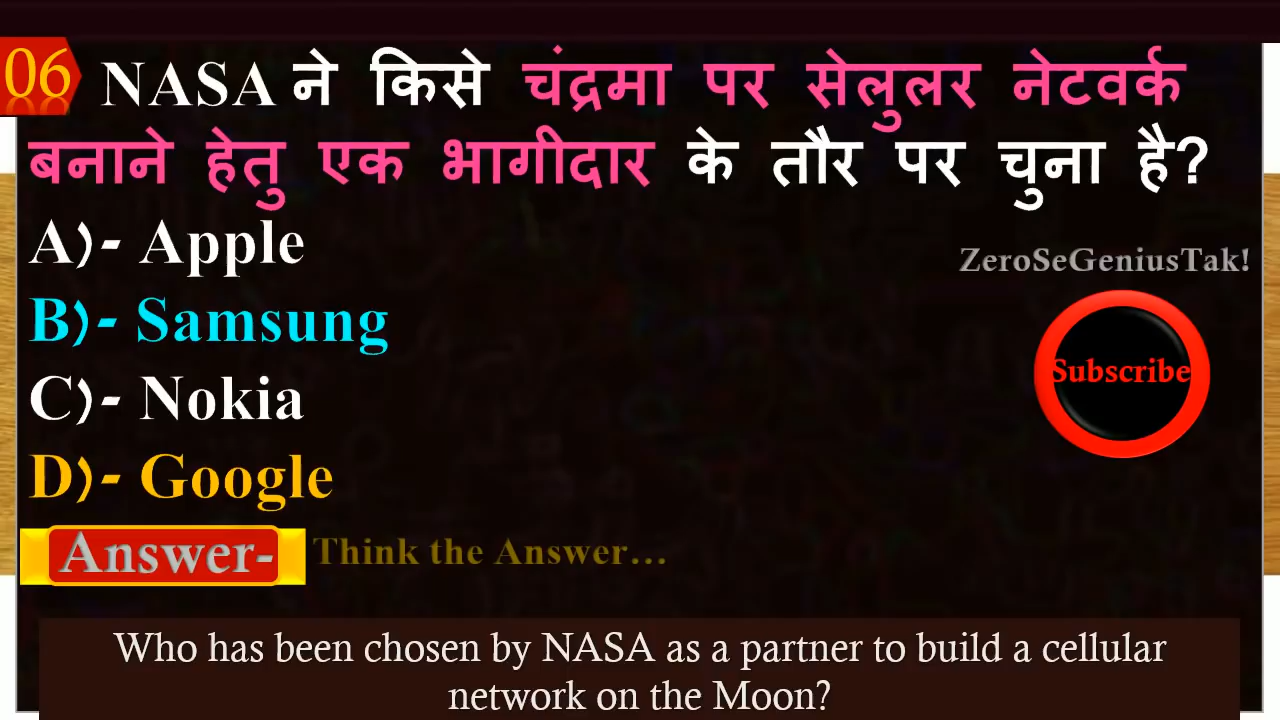 06
NASA ने किसे चंद्रमा पर सेलुलर नेटवर्क
बनाने हेतु एक भागीदार के तौर पर चुना है?
A)- Apple
ZeroSeGeniusTak!
B)- Samsung
Subscribe
C)- Nokia
D)- Google
Answer- Think the Answer...
Who has been chosen by NASA as a partner to build a cellular
network on the Moon?